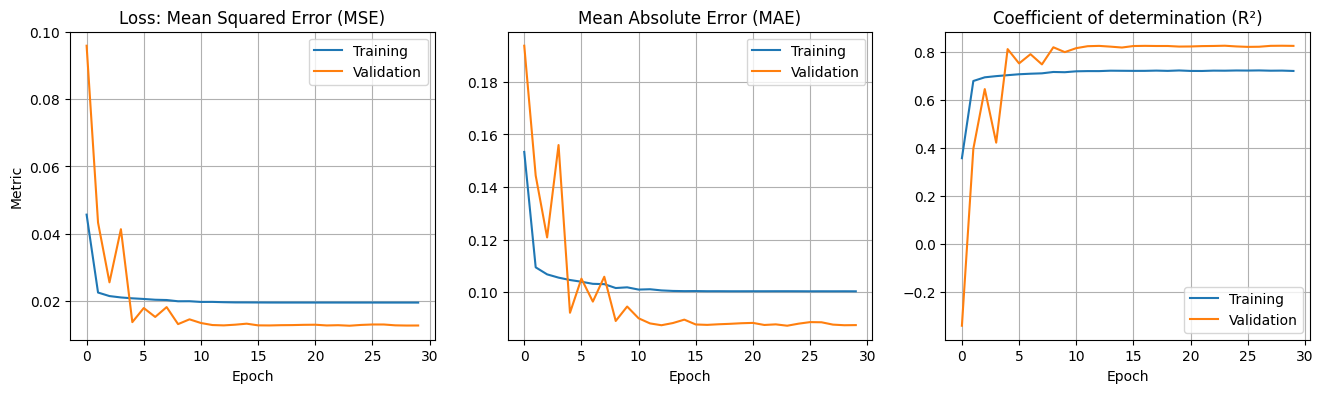 Loss: Mean Squared Error (MSE)
Metric
0.10
0.08
0.06
0.04
0.02
Training
Validation
0 5 10 15 20 25 30
Epoch
Mean Absolute Error (MAE)
0.18
0.16
0.14
0.12
0.10
Training
Validation
0 5 10 15 20 25 30
Epoch
Coefficient of determination (R²)
0.8
0.6
0.4
0.2
0.0
−0.2
Training
Validation
0 5 10 15 20 25 30
Epoch